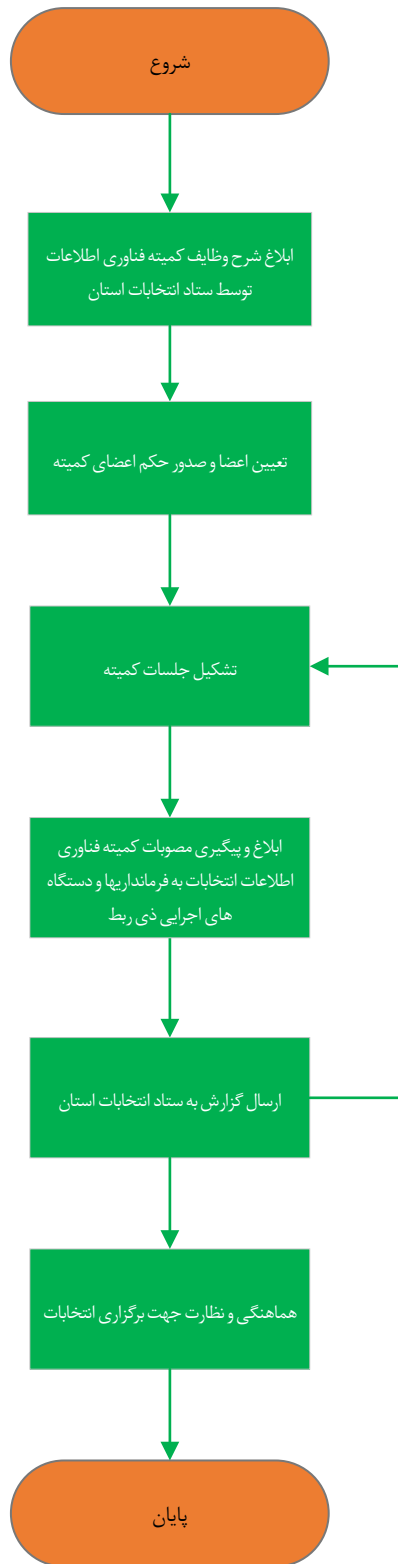 شروع
ابلاغ شرح وظایف کمیته فناوری اطلاعات
توسط ستاد انتخابات استان
تعیین اعضا و صدور حکم اعضای کمیته
تشکیل جلسات کمیته
ابلاغ و پیگیری مصوبات کمیته فناوری
اطلاعات انتخابات به فرمانداریها و دستگاه
های اجرایی ذی ربط
ارسال گزارش به ستاد انتخابات استان
هماهنگی و نظارت جهت برگزاری انتخابات
پایان